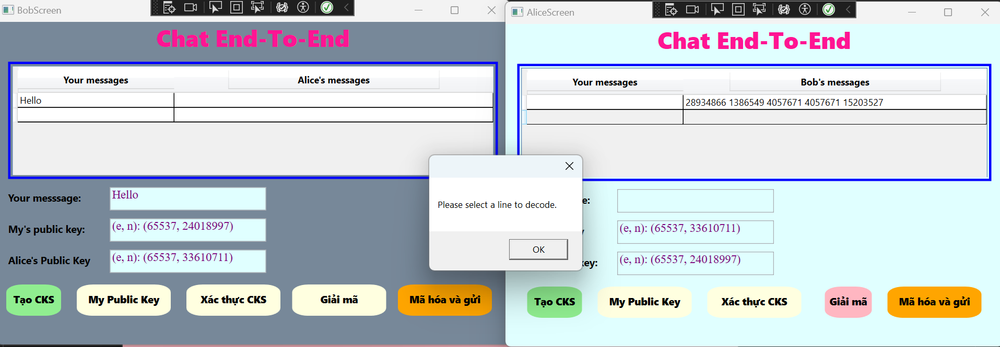 BobScreen
Chat End-To-End
Your messages
Alice's messages
Hello
Your messsage:
Hello
My's public key:
(e, n): (65537, 24018997)
Alice's Public Key
(e, n): (65537, 33610711)
Tạo CKS
My Public Key
Xác thực CKS
Giải mã
Mã hóa và gửi
Please select a line to decode.
OK
AliceScreen
Chat End-To-End
Your messages
Bob's messages
28934866 1386549 4057671 4057671 15203527
e:
y
(e, n): (65537, 33610711)
key:
(e, n): (65537, 24018997)
Tạo CKS
My Public Key
Xác thực CKS
Giải mã
Mã hóa và gửi